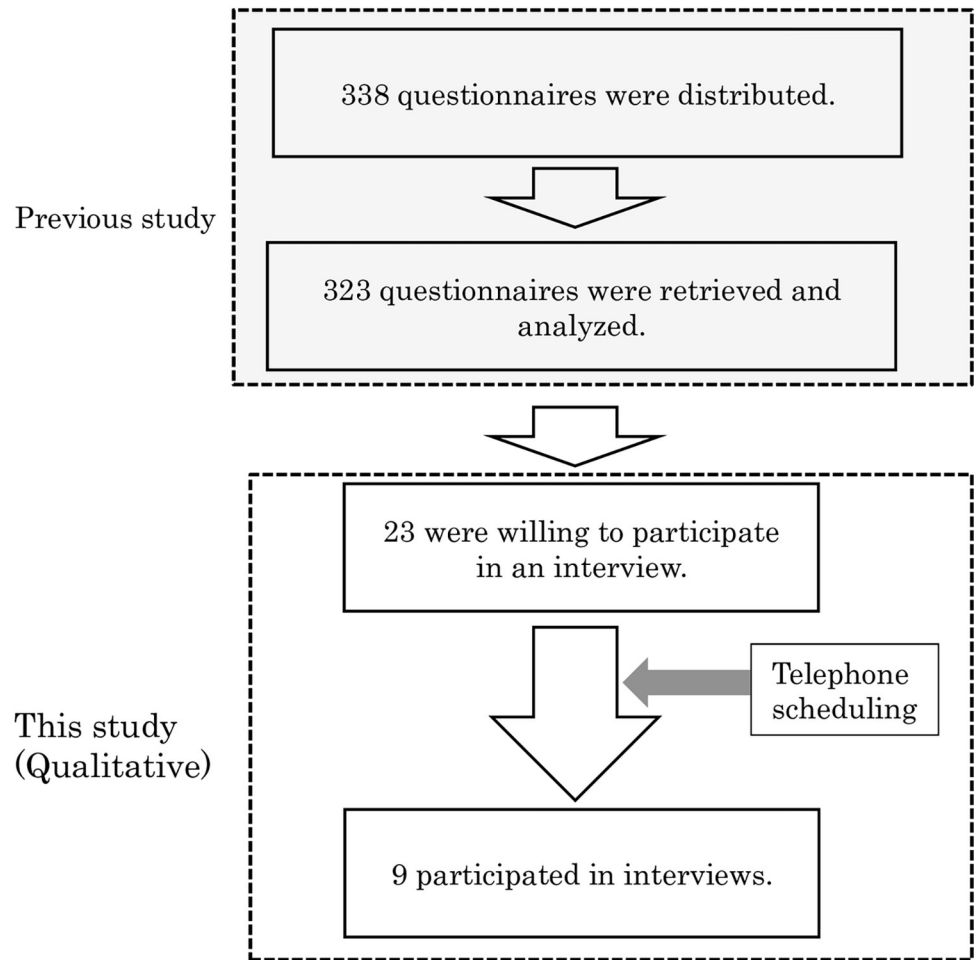 338 questionnaires were distributed.
Previous study
323 questionnaires were retrieved and
analyzed.
23 were willing to participate
in an interview.
Telephone
scheduling
This study
(Qualitative)
9 participated in interviews.